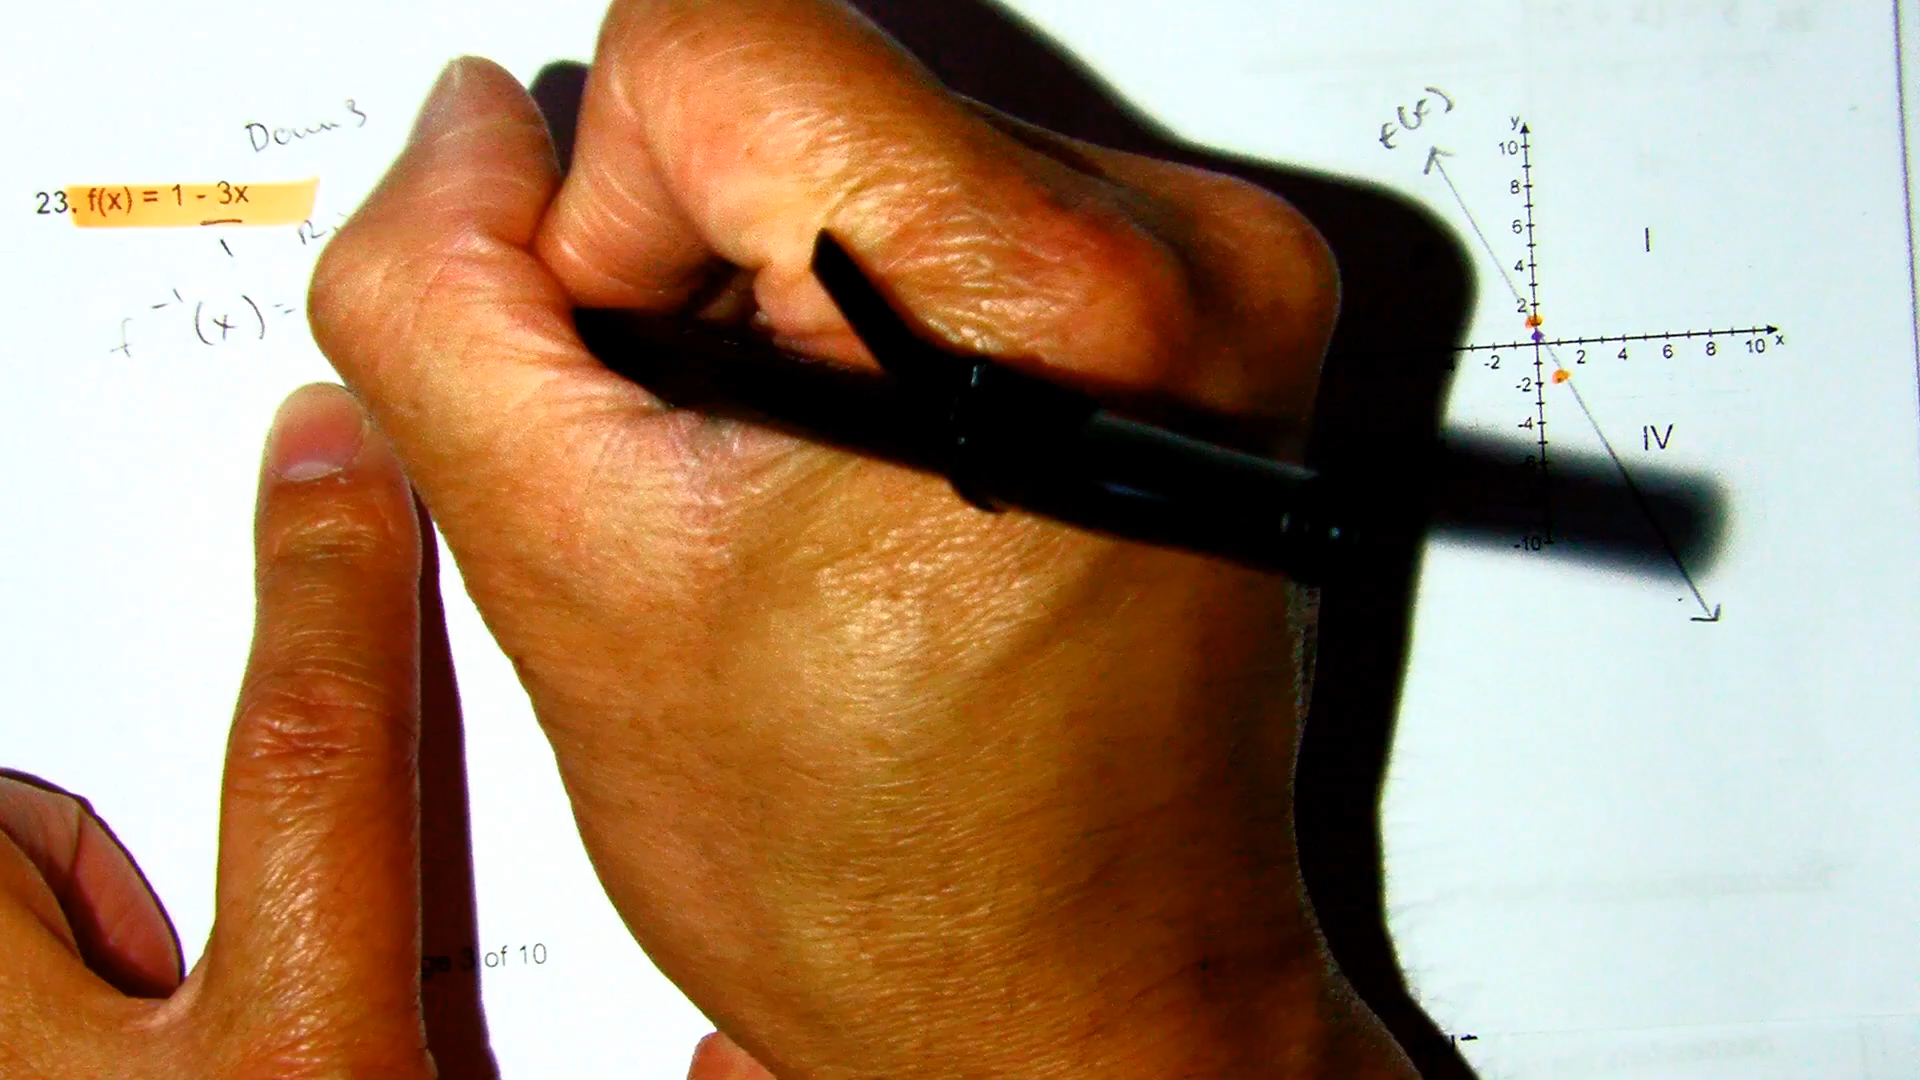 Down 3
23. f(x) = 1 - 3x
1
f⁻¹(x) =
of 10
f(x)
y
10
8
6
4
2
-2 2 4 6 8 10 x
-2
-4
-10
I
IV